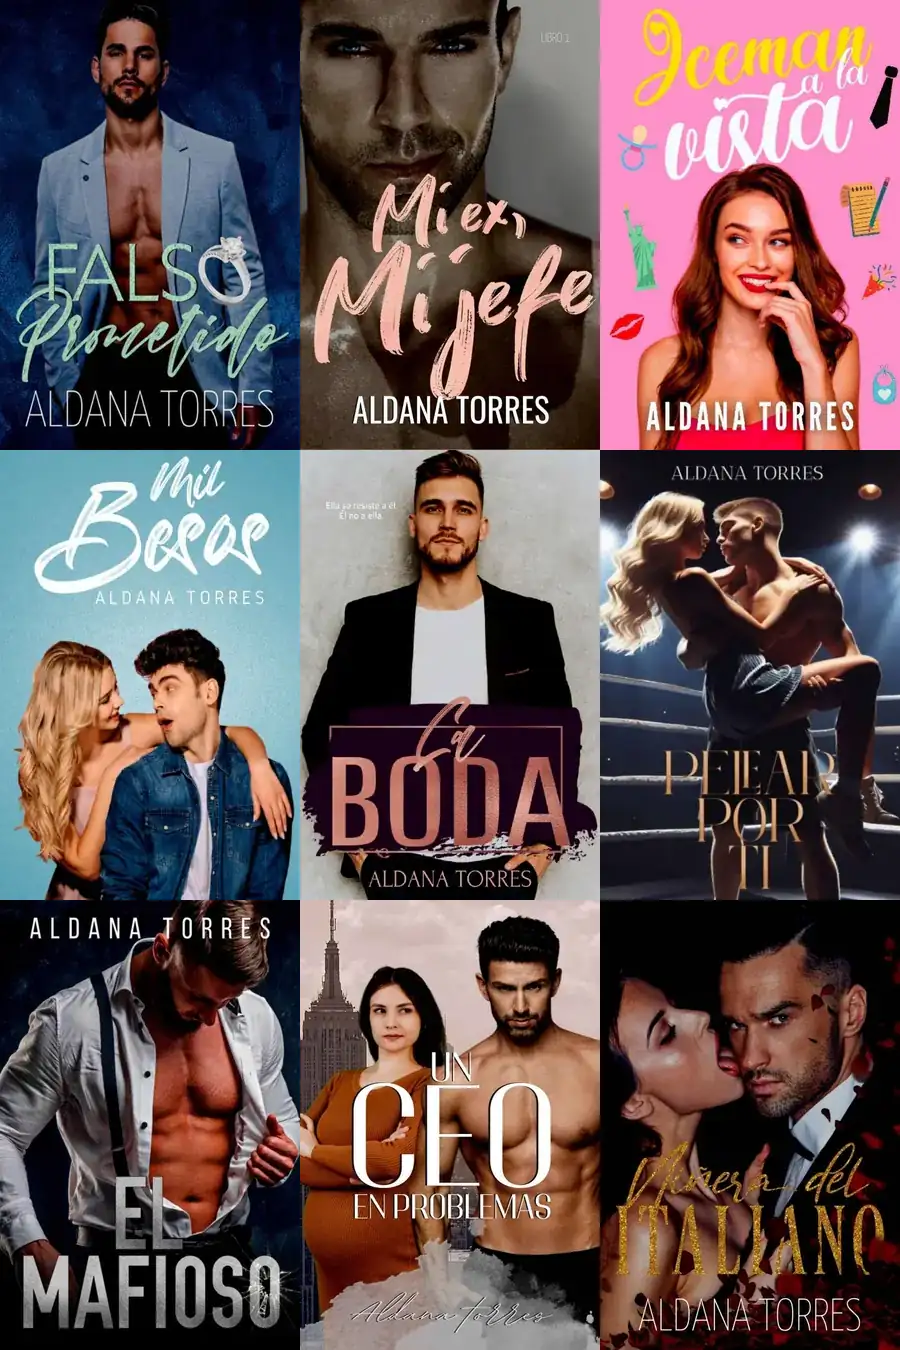 FALSO
Prometido
ALDANA TORRES
LIBRO 1
Mi ex,
Mi jefe
ALDANA TORRES
Iceman
a la
vista
ALDANA TORRES
Mil
Besos
ALDANA TORRES
Ella se resiste a él.
Él no a ella.
La
BODA
ALDANA TORRES
ALDANA TORRES
PELEAR
POR
TI
ALDANA TORRES
EL
MAFIOSO
UN
CEO
EN PROBLEMAS
Aldana torres
Niñera del
ITALIANO
ALDANA TORRES